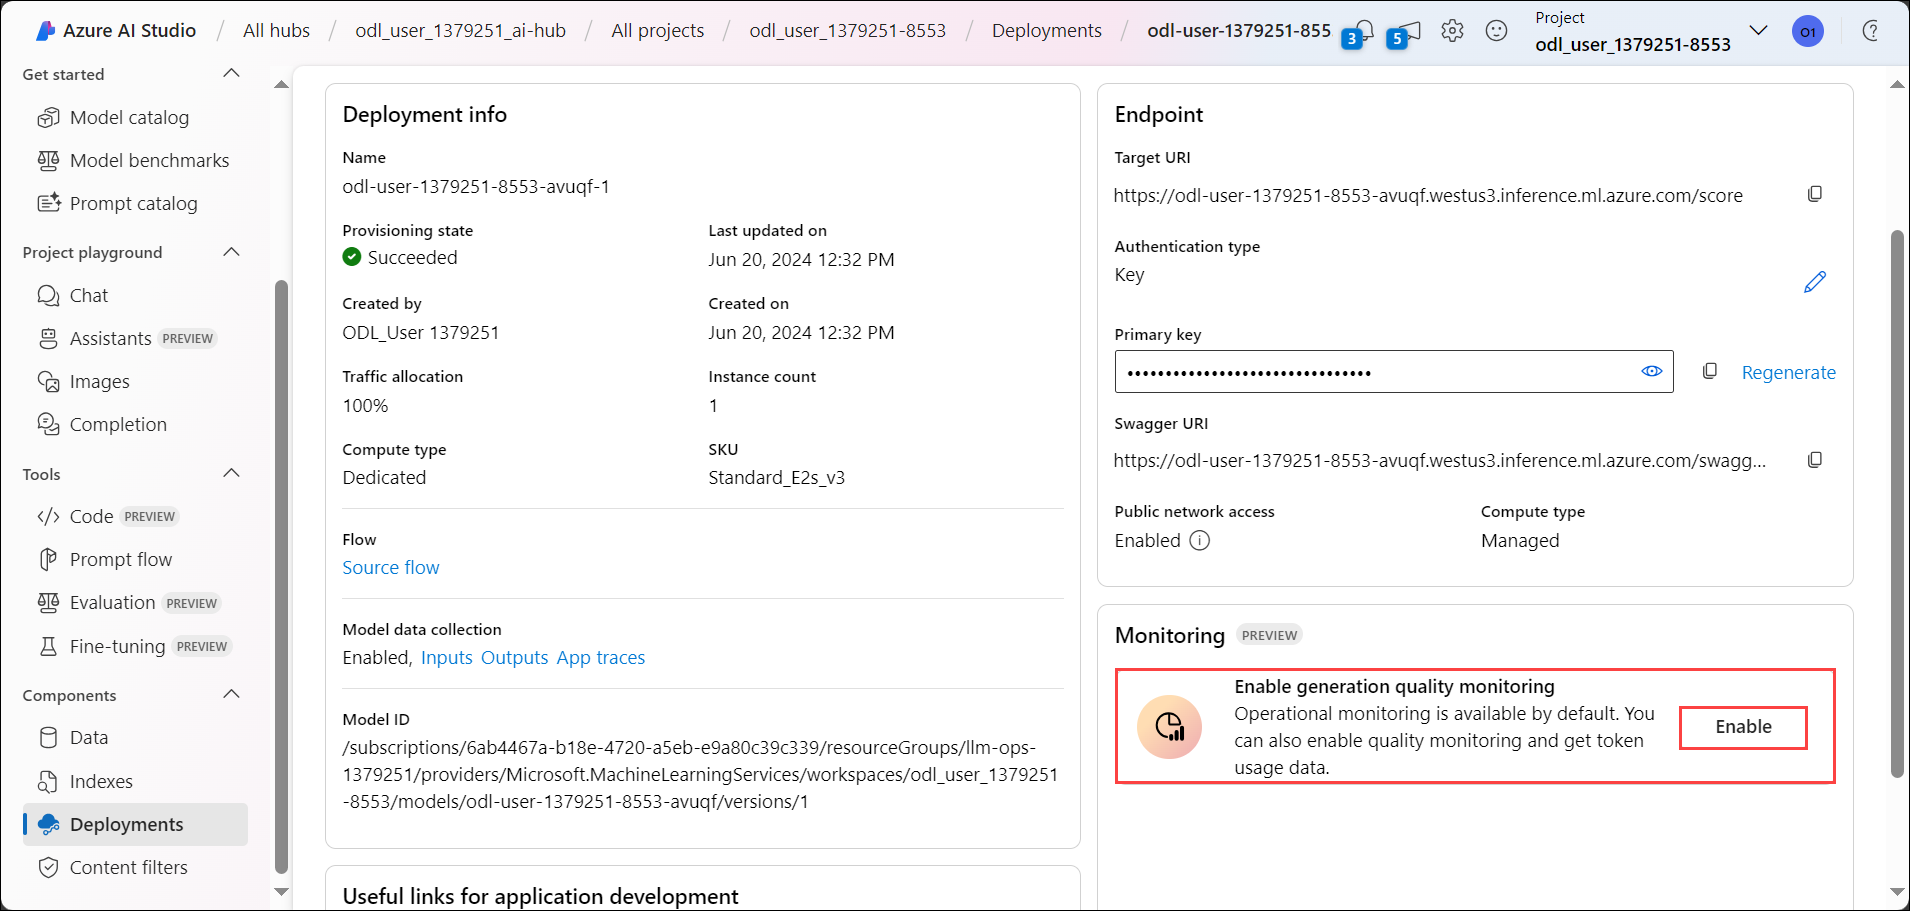 Azure AI Studio / All hubs / odl_user_1379251_ai-hub / All projects / odl_user_1379251-8553 / Deployments / odl-user-1379251-855
3
5
Project
odl_user_1379251-8553
O1
Get started
Model catalog
Model benchmarks
Prompt catalog
Project playground
Chat
Assistants PREVIEW
Images
Completion
Tools
Code PREVIEW
Prompt flow
Evaluation PREVIEW
Fine-tuning PREVIEW
Components
Data
Indexes
Deployments
Content filters
Deployment info
Name
odl-user-1379251-8553-avuqf-1
Provisioning state
Succeeded
Last updated on
Jun 20, 2024 12:32 PM
Created by
ODL_User 1379251
Created on
Jun 20, 2024 12:32 PM
Traffic allocation
100%
Instance count
1
Compute type
Dedicated
SKU
Standard_E2s_v3
Flow
Source flow
Model data collection
Enabled, Inputs Outputs App traces
Model ID
/subscriptions/6ab4467a-b18e-4720-a5eb-e9a80c39c339/resourceGroups/llm-ops-
1379251/providers/Microsoft.MachineLearningServices/workspaces/odl_user_1379251
-8553/models/odl-user-1379251-8553-avuqf/versions/1
Useful links for application development
Endpoint
Target URI
https://odl-user-1379251-8553-avuqf.westus3.inference.ml.azure.com/score
Authentication type
Key
Primary key
••••••••••••••••••••••••••••••••
Regenerate
Swagger URI
https://odl-user-1379251-8553-avuqf.westus3.inference.ml.azure.com/swagg...
Public network access
Enabled
Compute type
Managed
Monitoring PREVIEW
Enable generation quality monitoring
Operational monitoring is available by default. You
can also enable quality monitoring and get token
usage data.
Enable